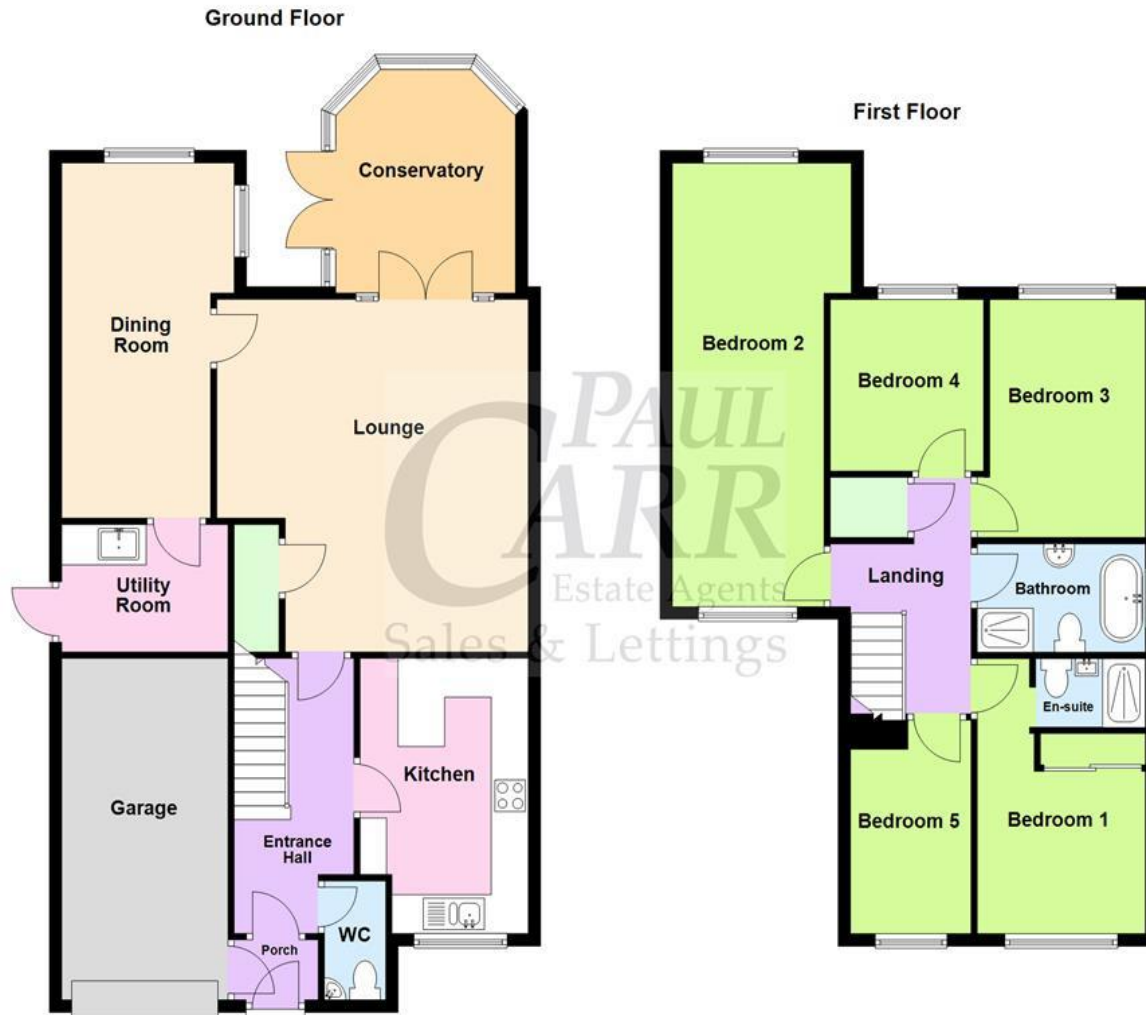 Ground Floor
First Floor
Conservatory
Dining
Room
Lounge
Utility
Room
Garage
Entrance
Hall
Kitchen
Porch
WC
Bedroom 2
Bedroom 4
Bedroom 3
Landing
Bathroom
En-suite
Bedroom 5
Bedroom 1
PAUL
CARR
Estate Agents
Sales & Lettings